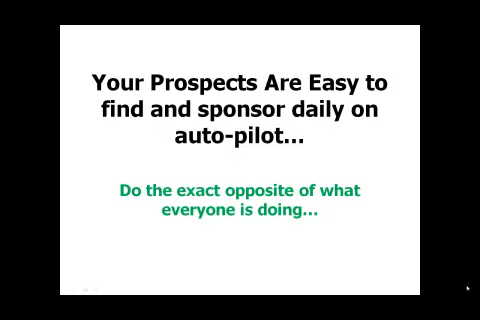 Your Prospects Are Easy to
find and sponsor daily on
auto-pilot...
Do the exact opposite of what
everyone is doing...